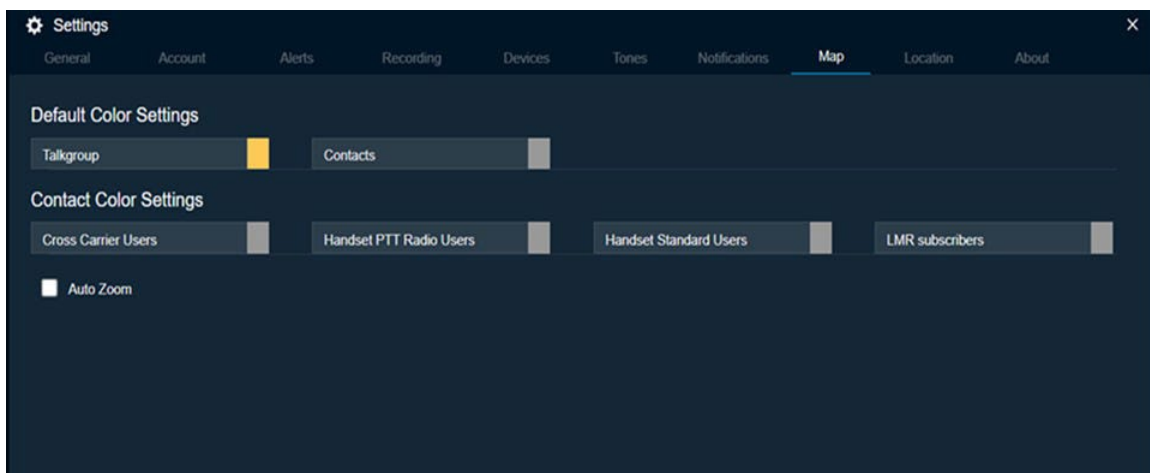 Settings
General Account Alerts Recording Devices Tones Notifications Map Location About
Default Color Settings
Talkgroup Contacts
Contact Color Settings
Cross Carrier Users Handset PTT Radio Users Handset Standard Users LMR subscribers
Auto Zoom